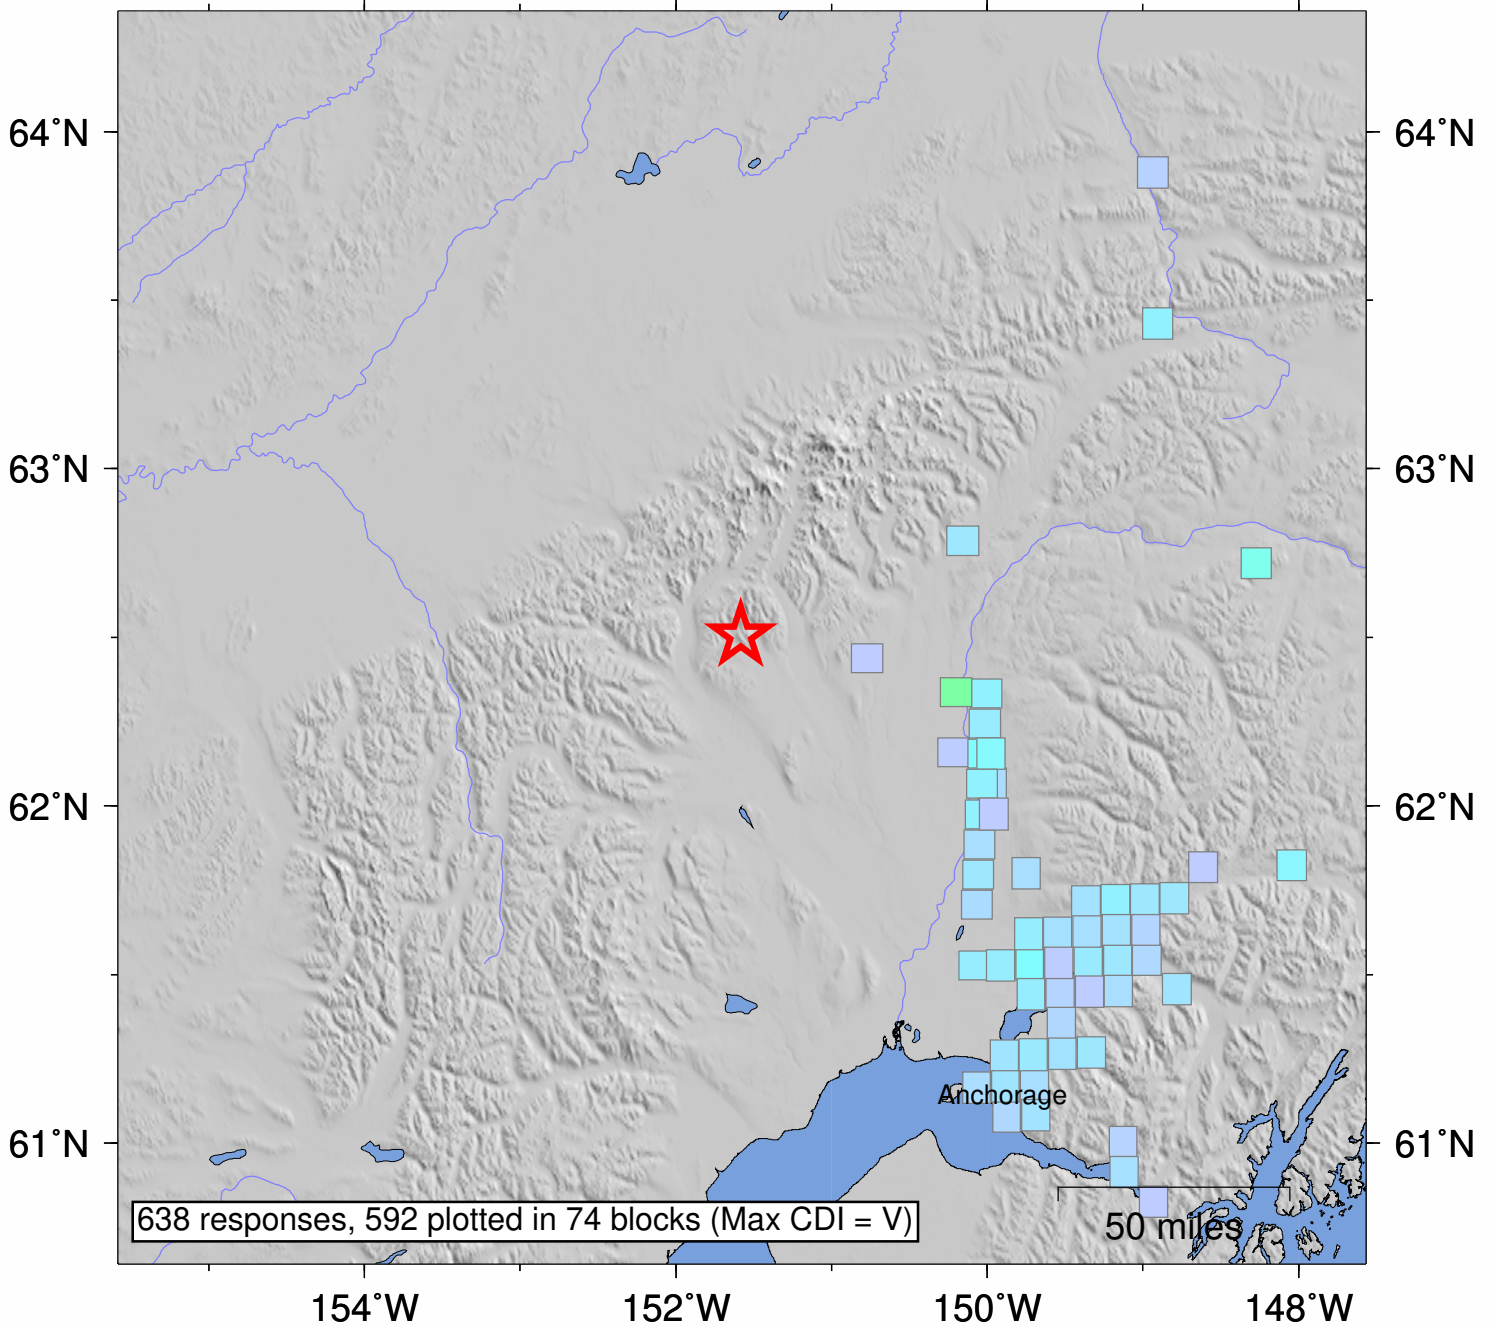 64˚N 64˚N
63˚N 63˚N
62˚N 62˚N
Anchorage
61˚N 61˚N
638 responses, 592 plotted in 74 blocks (Max CDI = V)
50 miles
154˚W 152˚W 150˚W 148˚W